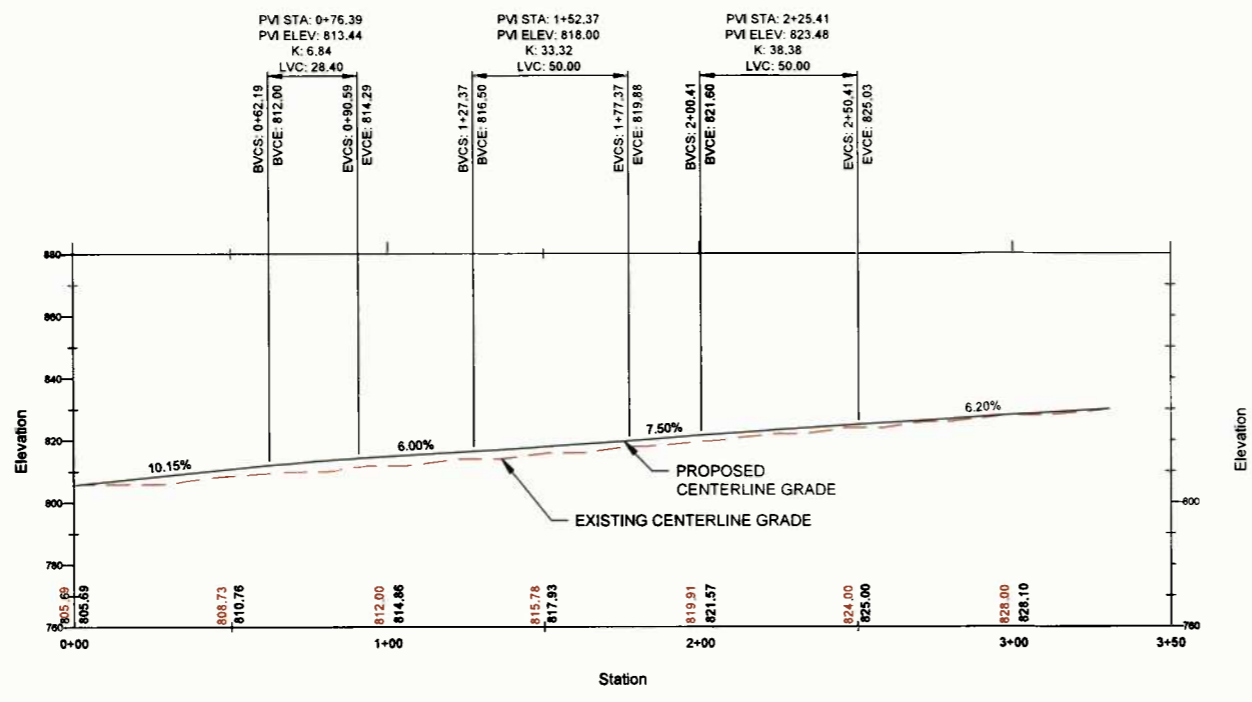 PVI STA: 0+76.39
PVI ELEV: 813.44
K: 6.84
LVC: 28.40
PVI STA: 1+52.37
PVI ELEV: 818.00
K: 33.32
LVC: 50.00
PVI STA: 2+25.41
PVI ELEV: 823.48
K: 38.38
LVC: 50.00
BVCS: 0+62.19
BVCE: 812.00
EVCS: 0+90.59
EVCE: 814.29
BVCS: 1+27.37
BVCE: 816.50
EVCS: 1+77.37
EVCE: 819.88
BVCS: 2+00.41
BVCE: 821.60
EVCS: 2+50.41
EVCE: 825.03
880
860
840
820
800
780
760
Elevation
10.15%
6.00%
7.50%
6.20%
PROPOSED
CENTERLINE GRADE
EXISTING CENTERLINE GRADE
800
760
Elevation
805.69
805.69
808.73
810.76
812.00
814.86
815.78
817.93
819.91
821.57
824.00
825.00
828.00
828.10
0+00
1+00
2+00
3+00
3+50
Station